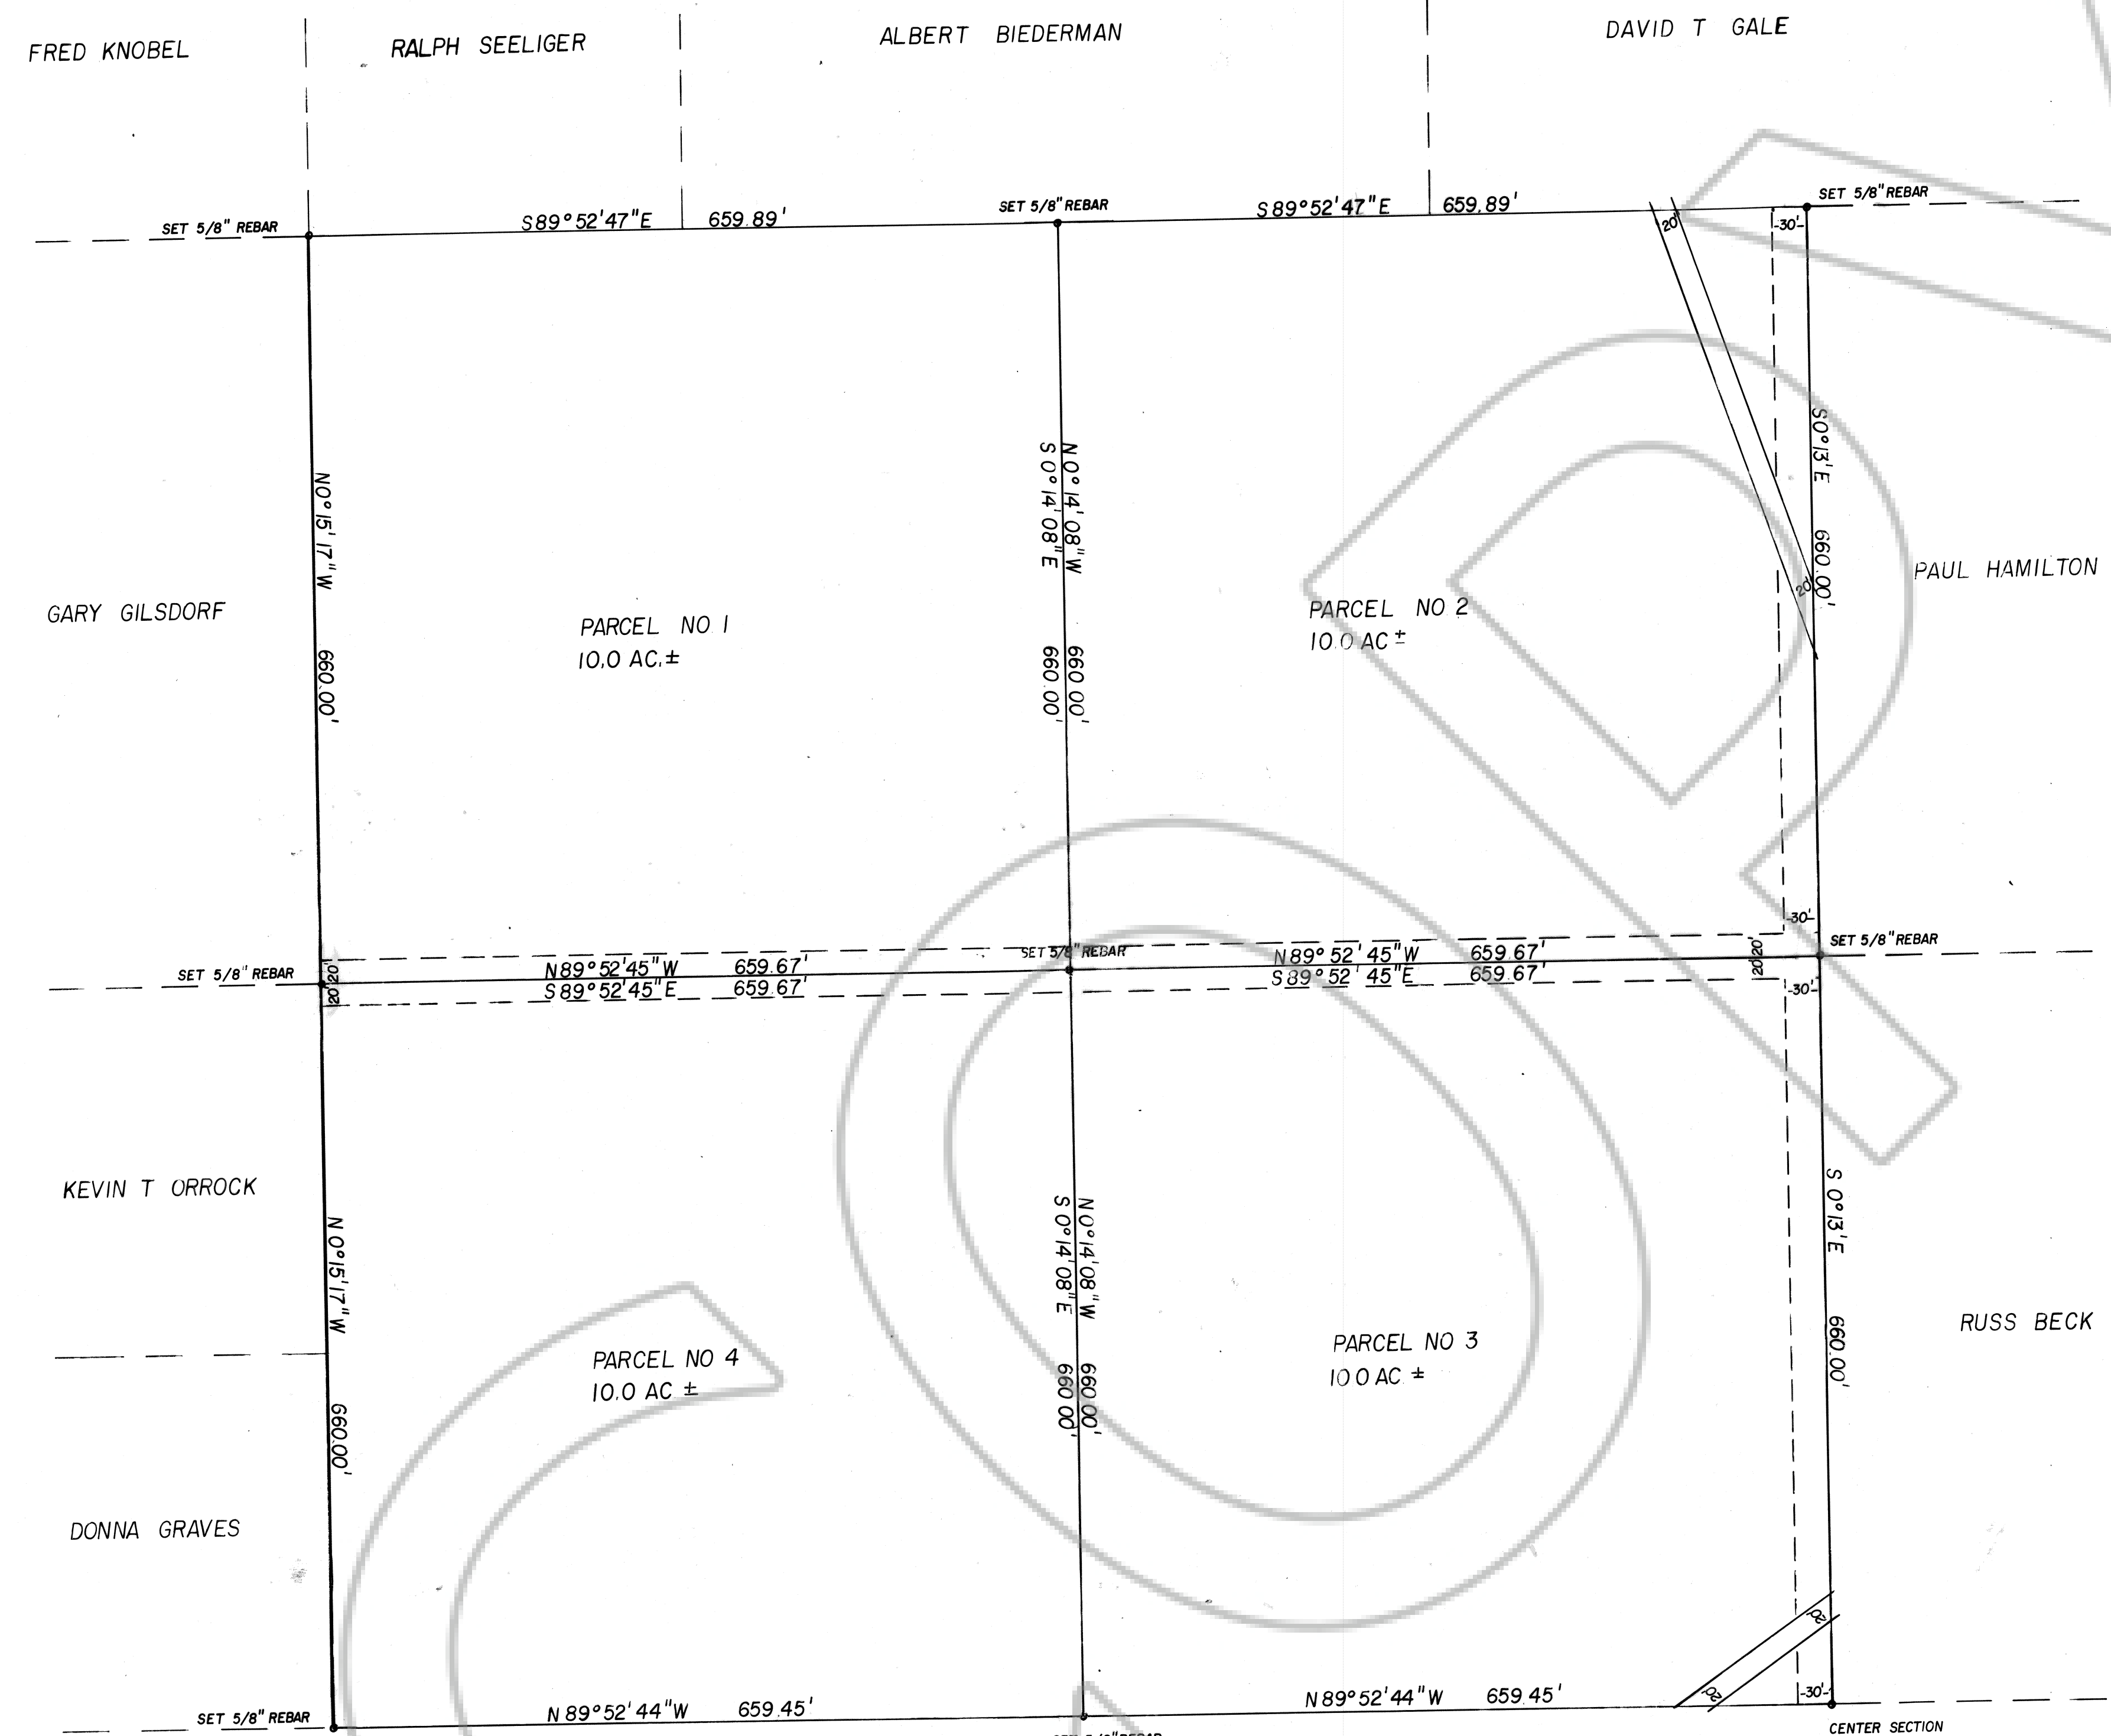 FRED KNOBEL
RALPH SEELIGER
ALBERT BIEDERMAN
DAVID T GALE
SET 5/8" REBAR
S89°52'47"E 659.89'
SET 5/8" REBAR
S89°52'47"E 659.89'
SET 5/8" REBAR
20'
-30'-
N0°15'17"W 660.00'
S0°14'08"E 660.00'
N0°14'08"W 660.00'
S0°13'E 660.00'
20'
GARY GILSDORF
PARCEL NO. 1
10.0 AC.±
PARCEL NO 2
10.0 AC ±
PAUL HAMILTON
-30'-
SET 5/8" REBAR
20'20'
N89°52'45"W 659.67'
S89°52'45"E 659.67'
SET 5/8" REBAR
N89°52'45"W 659.67'
S89°52'45"E 659.67'
20'20'
SET 5/8" REBAR
-30'-
KEVIN T ORROCK
N0°15'17"W 660.00'
S0°14'08"E 660.00'
N0°14'08"W 660.00'
S0°13'E 660.00'
PARCEL NO 4
10.0 AC ±
PARCEL NO 3
10 0 AC. ±
RUSS BECK
DONNA GRAVES
20'
20'
-30'-
SET 5/8" REBAR
N89°52'44"W 659.45'
N89°52'44"W 659.45'
CENTER SECTION
COP